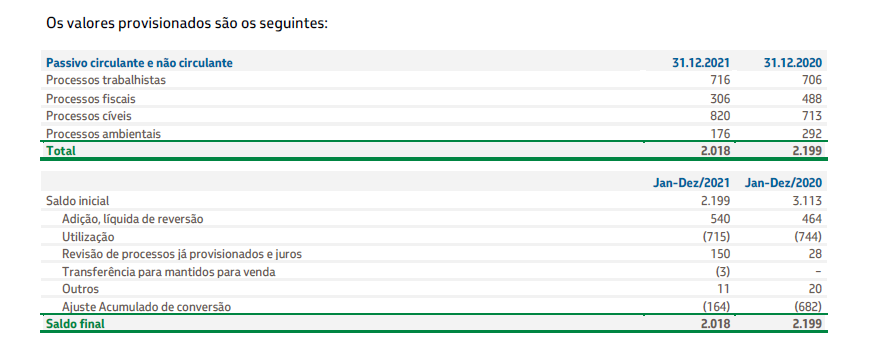 Os valores provisionados são os seguintes:
Passivo circulante e não circulante 31.12.2021 31.12.2020
Processos trabalhistas 716 706
Processos fiscais 306 488
Processos cíveis 820 713
Processos ambientais 176 292
Total 2.018 2.199
Jan-Dez/2021 Jan-Dez/2020
Saldo inicial 2.199 3.113
Adição, líquida de reversão 540 464
Utilização (715) (744)
Revisão de processos já provisionados e juros 150 28
Transferência para mantidos para venda (3) –
Outros 11 20
Ajuste Acumulado de conversão (164) (682)
Saldo final 2.018 2.199